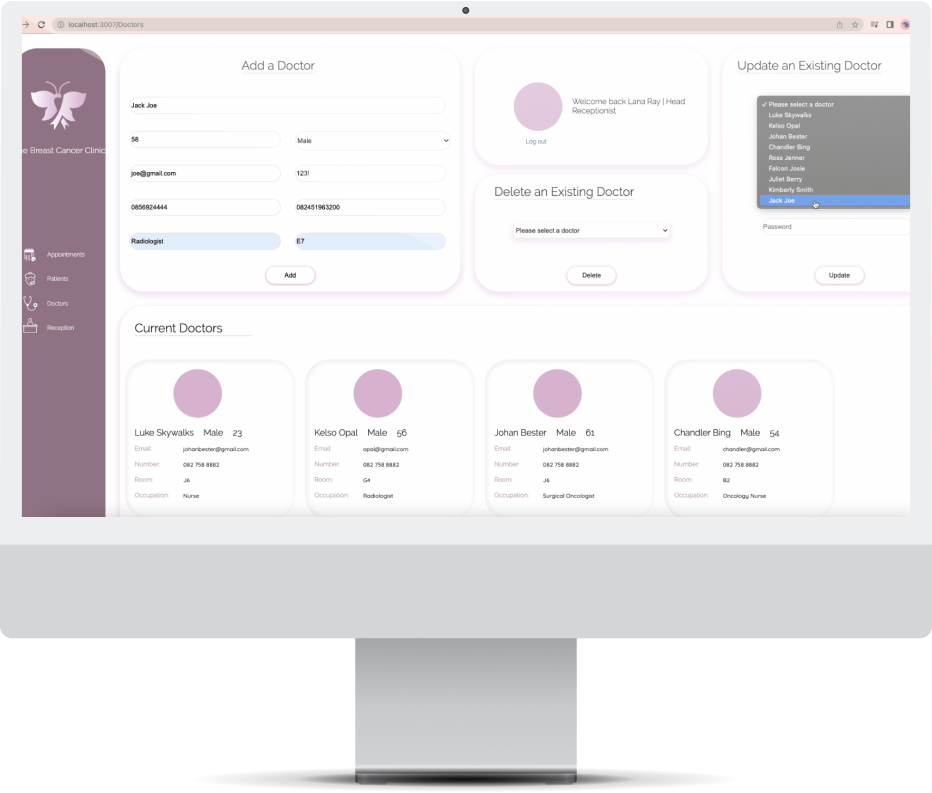 localhost:3007/Doctors
e Breast Cancer Clinic
Appointments
Patients
Doctors
Reception
Add a Doctor
Jack Joe
58
Male
joe@gmail.com
123!
0856924444
082451963200
Radiologist
E7
Add
Welcome back Lana Ray | Head
Receptionist
Log out
Delete an Existing Doctor
Please select a doctor
Delete
Update an Existing Doctor
✓ Please select a doctor
Luke Skywalks
Kelso Opal
Johan Bester
Chandler Bing
Ross Jenner
Falcon Josie
Juliet Berry
Kimberly Smith
Jack Joe
Password
Update
Current Doctors
Luke Skywalks Male 23
Email: johanbester@gmail.com
Number: 082 758 8882
Room: J6
Occupation: Nurse
Kelso Opal Male 56
Email: opal@gmail.com
Number: 082 758 8882
Room: G4
Occupation: Radiologist
Johan Bester Male 61
Email: johanbester@gmail.com
Number: 082 758 8882
Room: J6
Occupation: Surgical Oncologist
Chandler Bing Male 54
Email: chandler@gmail.com
Number: 082 758 8882
Room: B2
Occupation: Oncology Nurse